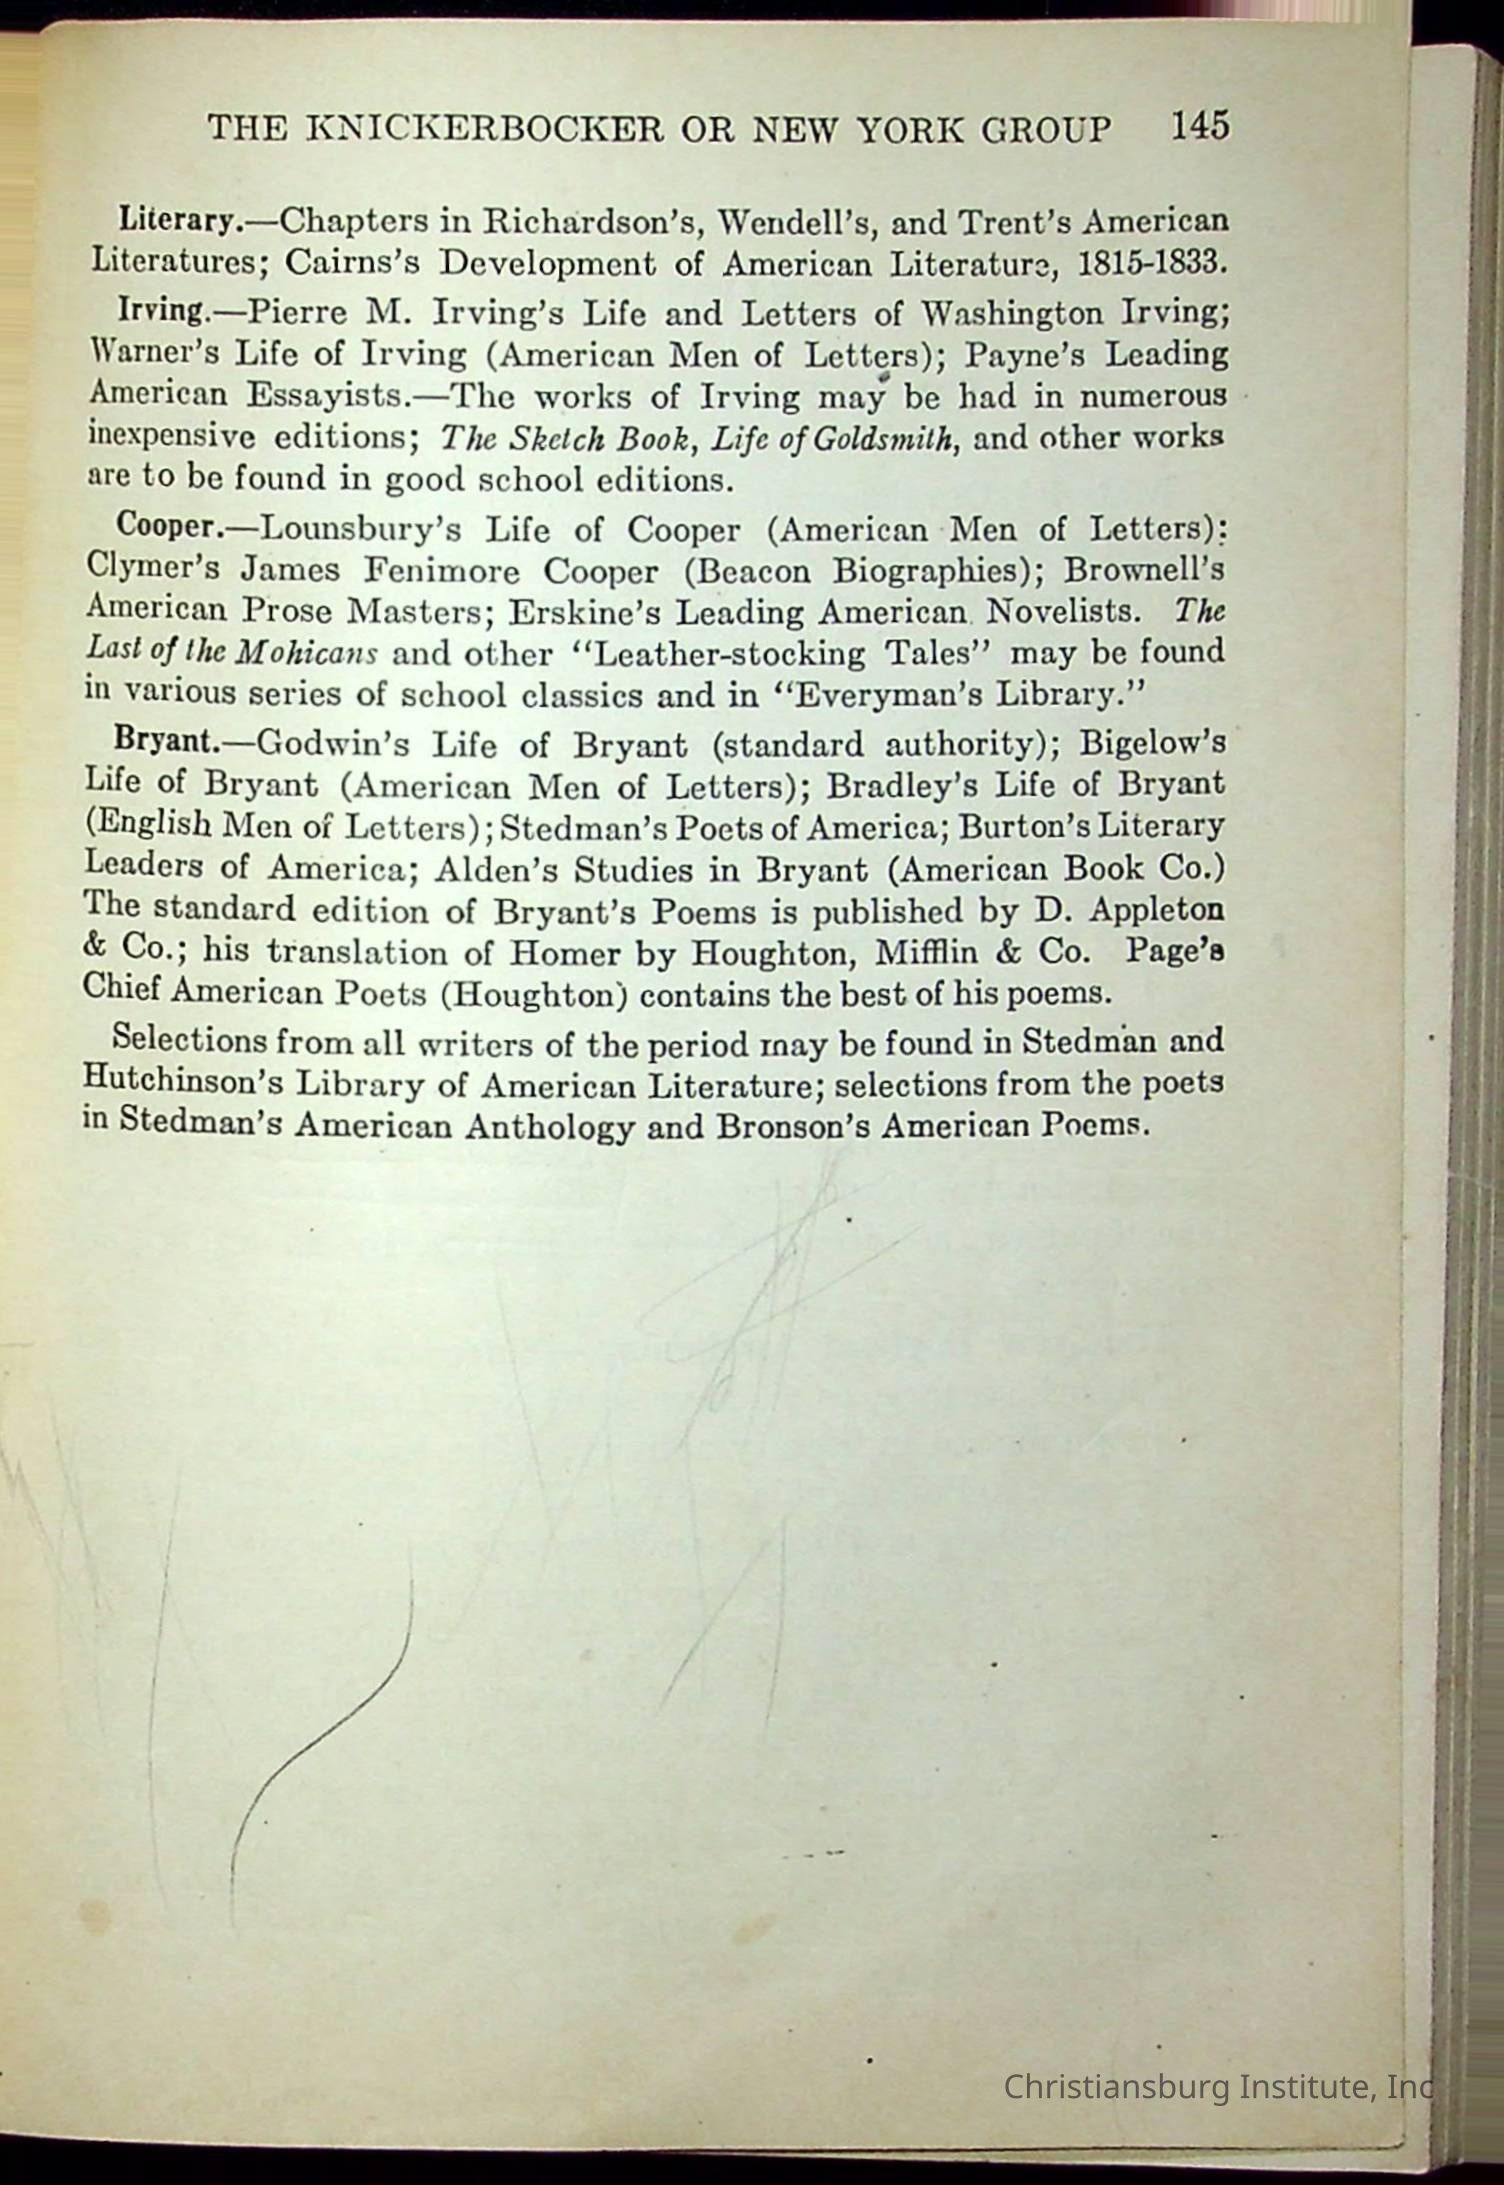 THE KNICKERBOCKER OR NEW YORK GROUP 145
Literary.—Chapters in Richardson's, Wendell's, and Trent's American
Literatures; Cairns's Development of American Literature, 1815-1833.
Irving.—Pierre M. Irving's Life and Letters of Washington Irving;
Warner's Life of Irving (American Men of Letters); Payne's Leading
American Essayists.—The works of Irving may be had in numerous
inexpensive editions; The Sketch Book, Life of Goldsmith, and other works
are to be found in good school editions.
Cooper.—Lounsbury's Life of Cooper (American Men of Letters);
Clymer's James Fenimore Cooper (Beacon Biographies); Brownell's
American Prose Masters; Erskine's Leading American Novelists. The
Last of the Mohicans and other "Leather-stocking Tales" may be found
in various series of school classics and in "Everyman's Library."
Bryant.—Godwin's Life of Bryant (standard authority); Bigelow's
Life of Bryant (American Men of Letters); Bradley's Life of Bryant
(English Men of Letters); Stedman's Poets of America; Burton's Literary
Leaders of America; Alden's Studies in Bryant (American Book Co.)
The standard edition of Bryant's Poems is published by D. Appleton
& Co.; his translation of Homer by Houghton, Mifflin & Co. Page's
Chief American Poets (Houghton) contains the best of his poems.
Selections from all writers of the period may be found in Stedman and
Hutchinson's Library of American Literature; selections from the poets
in Stedman's American Anthology and Bronson's American Poems.
Christiansburg Institute, Inc